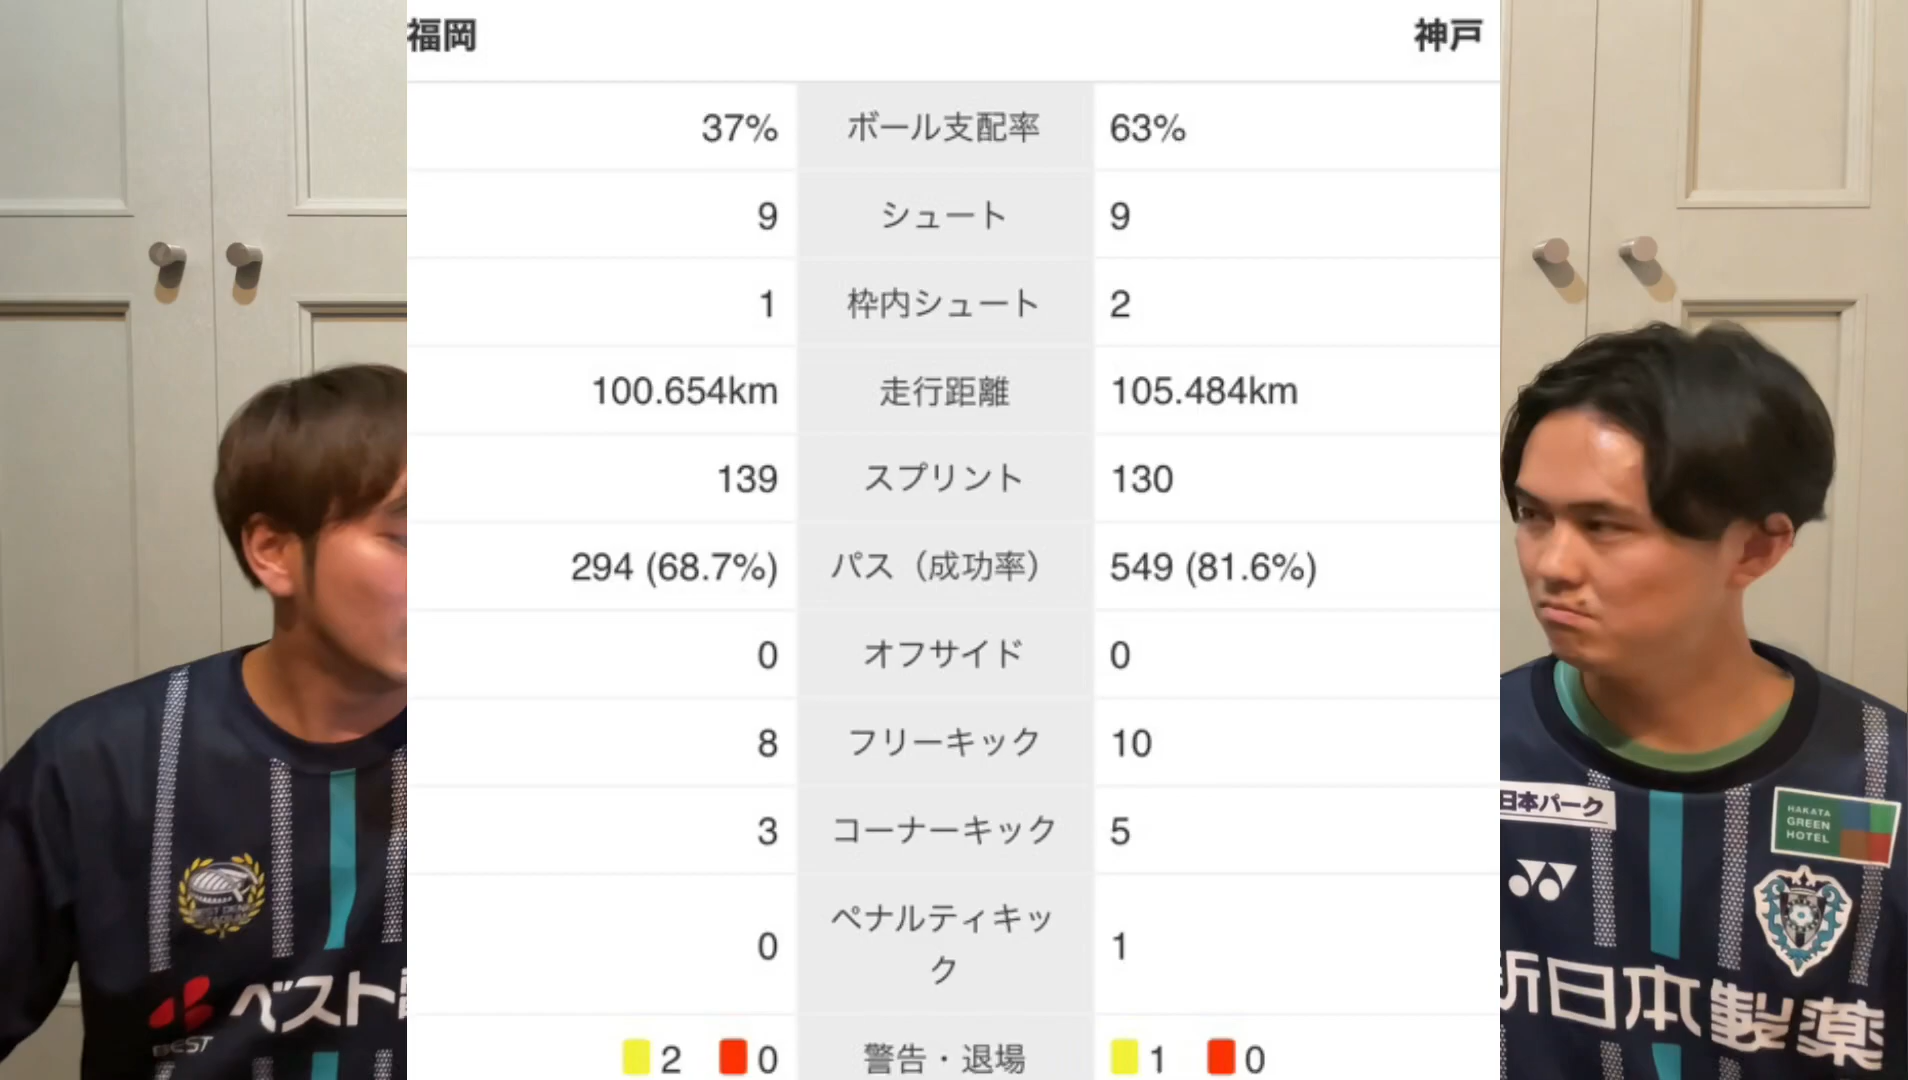 福岡 神戸
37% ボール支配率 63%
9 シュート 9
1 枠内シュート 2
100.654km 走行距離 105.484km
139 スプリント 130
294 (68.7%) パス（成功率） 549 (81.6%)
0 オフサイド 0
8 フリーキック 10
3 コーナーキック 5
0 ペナルティキッ
ク 1
2 0 警告・退場 1 0
ベスト
BEST
日本パーク
HAKATA
GREEN
HOTEL
新日本製薬